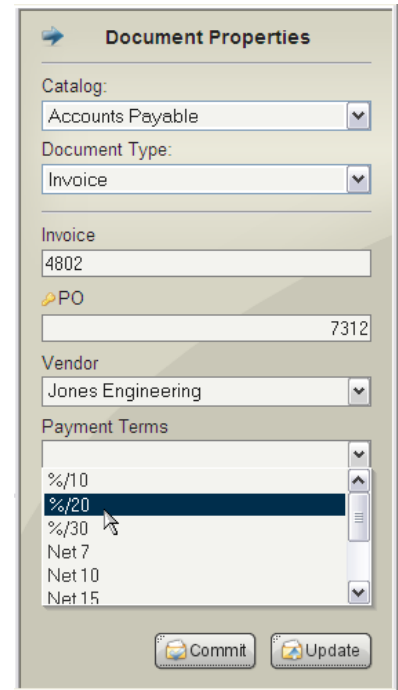 Document Properties
Catalog:
Accounts Payable
Document Type:
Invoice
Invoice
4802
PO
7312
Vendor
Jones Engineering
Payment Terms
%/10
%/20
%/30
Net 7
Net 10
Net 15
Commit Update